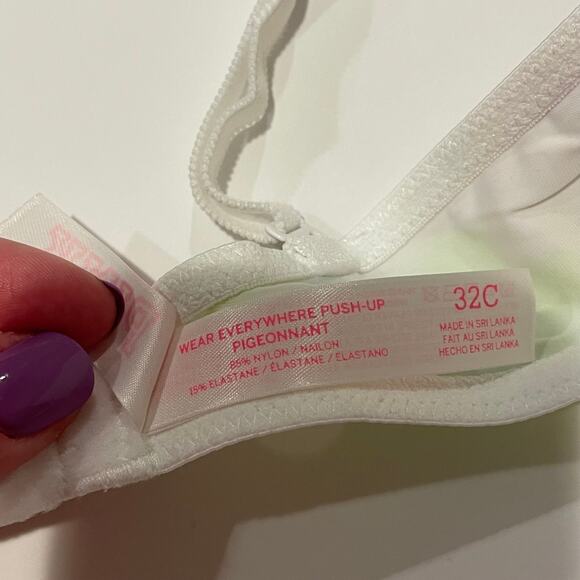 WEAR EVERYWHERE PUSH-UP
PIGEONNANT
85% NYLON / NAILON
15% ELASTANE / ÉLASTANE / ELASTANO
32C
MADE IN SRI LANKA
FAIT AU SRI LANKA
HECHO EN SRI LANKA